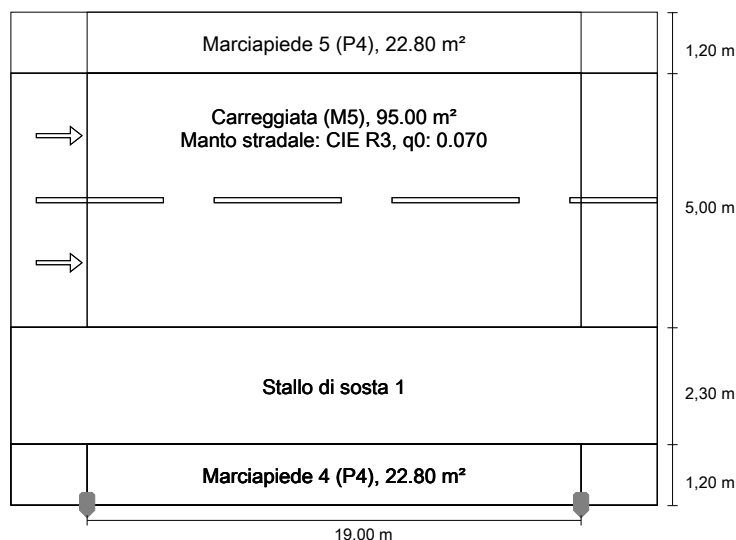 Marciapiede 5 (P4), 22.80 m²
1,20 m
Carreggiata (M5), 95.00 m²
Manto stradale: CIE R3, q0: 0.070
5,00 m
Stallo di sosta 1
2,30 m
Marciapiede 4 (P4), 22.80 m²
1,20 m
19.00 m